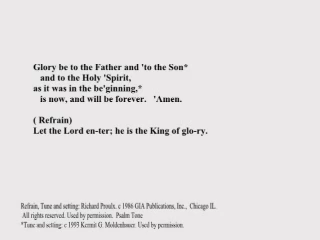 Glory be to the Father and 'to the Son*
and to the Holy 'Spirit,
as it was in the be'ginning,*
is now, and will be forever. 'Amen.
( Refrain)
Let the Lord en-ter; he is the King of glo-ry.
Refrain, Tune and setting: Richard Proulx. c 1986 GIA Publications, Inc., Chicago IL.
All rights reserved. Used by permission. Psalm Tone
*Tune and setting: c 1993 Kermit G. Moldenhauer. Used by permission.